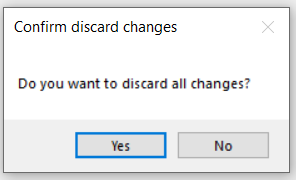 Confirm discard changes
Do you want to discard all changes?
Yes No